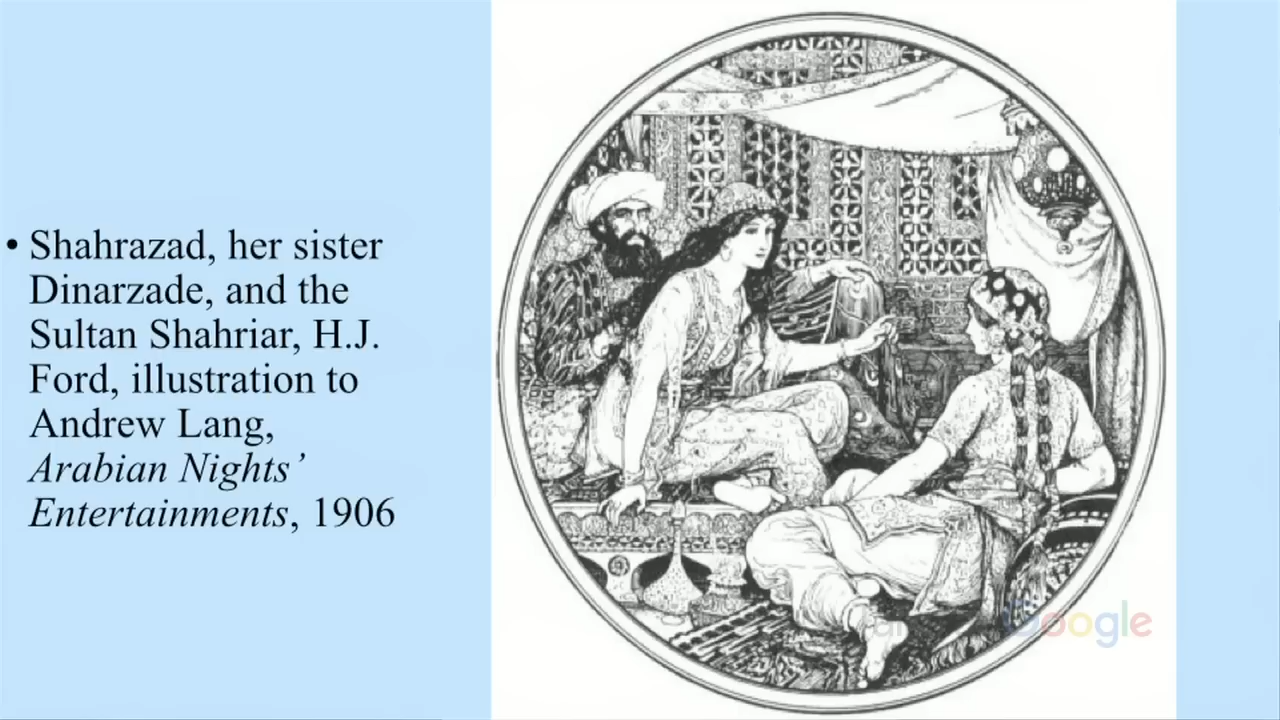 • Shahrazad, her sister
Dinarzade, and the
Sultan Shahriar, H.J.
Ford, illustration to
Andrew Lang,
Arabian Nights’
Entertainments, 1906
Google